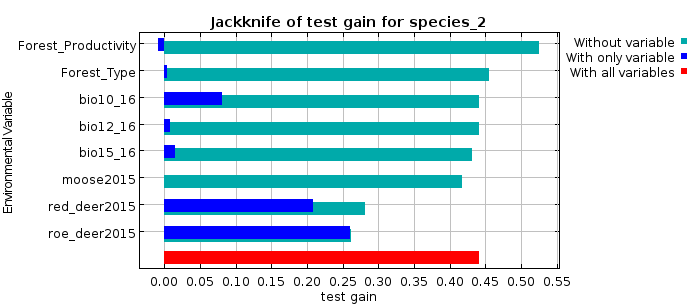 Jackknife of test gain for species_2
Without variable
With only variable
With all variables
Environmental Variable
Forest_Productivity
Forest_Type
bio10_16
bio12_16
bio15_16
moose2015
red_deer2015
roe_deer2015
0.00 0.05 0.10 0.15 0.20 0.25 0.30 0.35 0.40 0.45 0.50 0.55
test gain